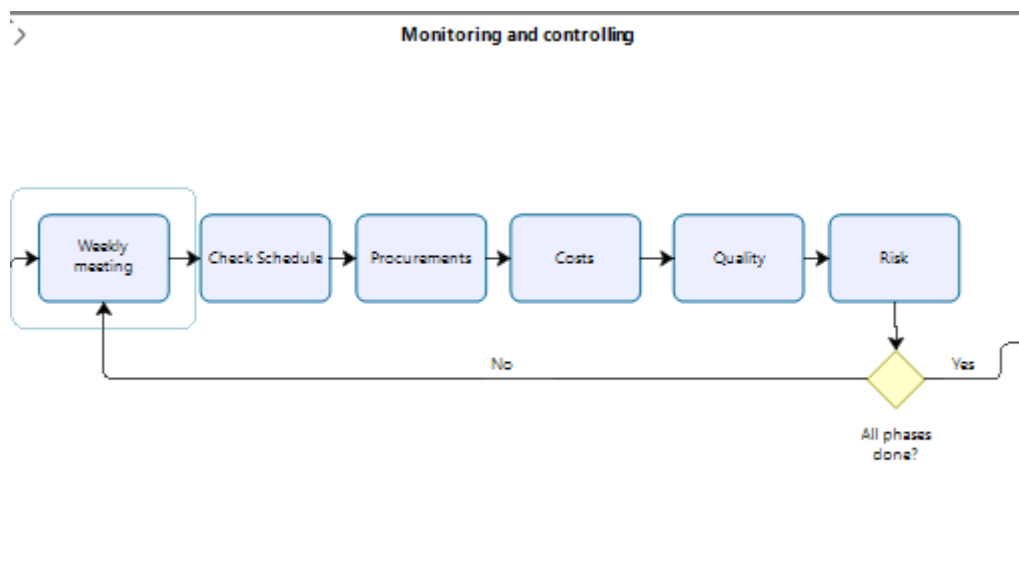 Monitoring and controlling
Weekly
meeting
Check Schedule
Procurements
Costs
Quality
Risk
No
Yes
All phases
done?